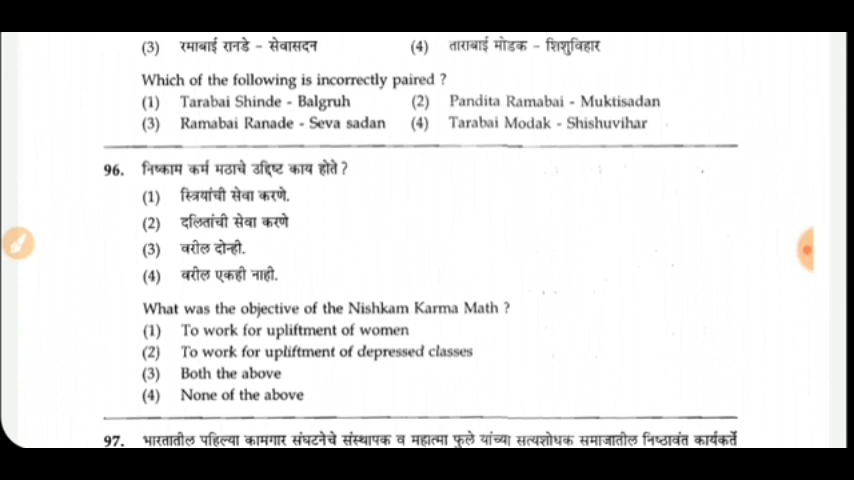 (3) रमाबाई रानडे - सेवासदन (4) ताराबाई मोडक - शिशुविहार
Which of the following is incorrectly paired ?
(1) Tarabai Shinde - Balgruh (2) Pandita Ramabai - Muktisadan
(3) Ramabai Ranade - Seva sadan (4) Tarabai Modak - Shishuvihar
96. निष्काम कर्म मठाचे उद्दिष्ट काय होते ?
(1) स्त्रियांची सेवा करणे.
(2) दलितांची सेवा करणे
(3) वरील दोन्ही.
(4) वरील एकही नाही.
What was the objective of the Nishkam Karma Math ?
(1) To work for upliftment of women
(2) To work for upliftment of depressed classes
(3) Both the above
(4) None of the above
97. भारतातील पहिल्या कामगार संघटनेचे संस्थापक व महात्मा फुले यांच्या सत्यशोधक समाजातील निष्ठावंत कार्यकर्ते